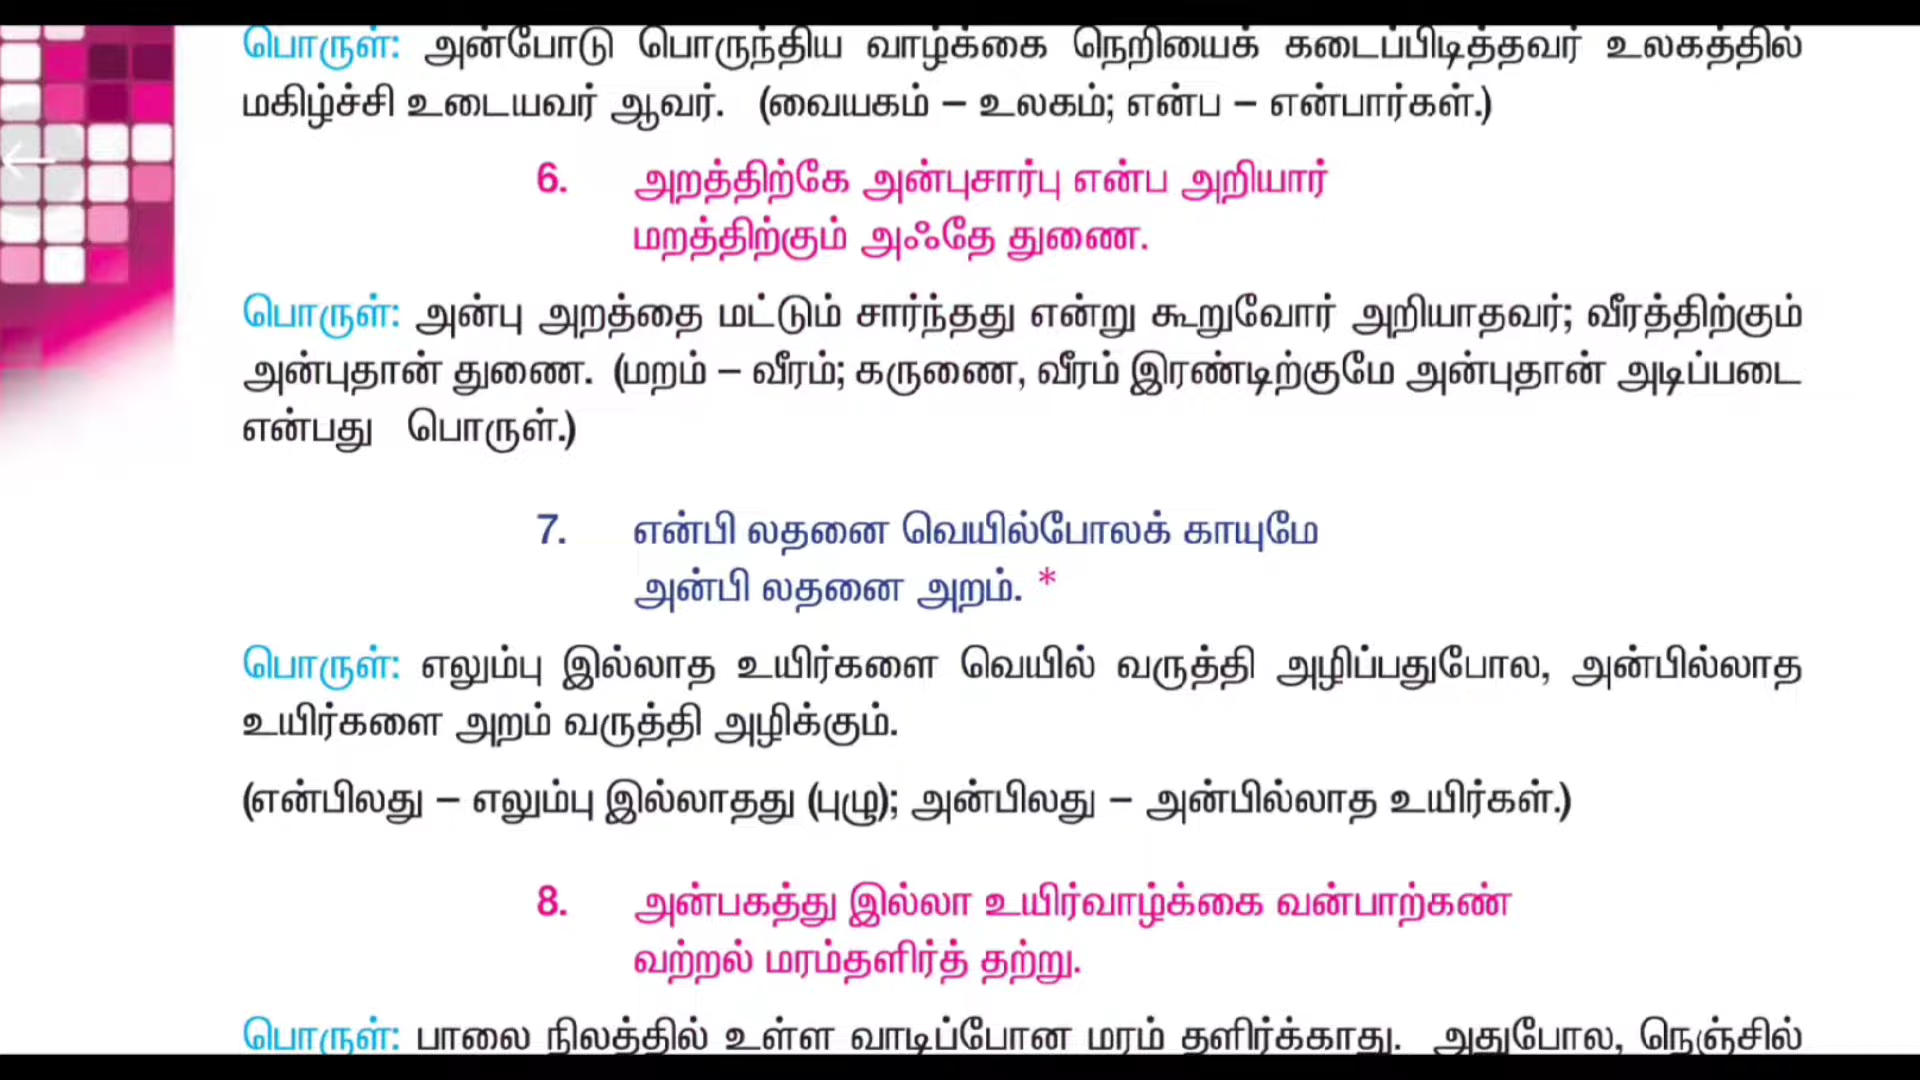 பொருள்: அன்போடு பொருந்திய வாழ்க்கை நெறியைக் கடைப்பிடித்தவர் உலகத்தில்
மகிழ்ச்சி உடையவர் ஆவர். (வையகம் – உலகம்; என்ப – என்பார்கள்.)
6. அறத்திற்கே அன்புசார்பு என்ப அறியார்
மறத்திற்கும் அஃதே துணை.
பொருள்: அன்பு அறத்தை மட்டும் சார்ந்தது என்று கூறுவோர் அறியாதவர்; வீரத்திற்கும்
அன்புதான் துணை. (மறம் – வீரம்; கருணை, வீரம் இரண்டிற்குமே அன்புதான் அடிப்படை
என்பது பொருள்.)
7. என்பி லதனை வெயில்போலக் காயுமே
அன்பி லதனை அறம். *
பொருள்: எலும்பு இல்லாத உயிர்களை வெயில் வருத்தி அழிப்பதுபோல, அன்பில்லாத
உயிர்களை அறம் வருத்தி அழிக்கும்.
(என்பிலது – எலும்பு இல்லாதது (புழு); அன்பிலது – அன்பில்லாத உயிர்கள்.)
8. அன்பகத்து இல்லா உயிர்வாழ்க்கை வன்பாற்கண்
வற்றல் மரம்தளிர்த் தற்று.
பொருள்: பாலை நிலத்தில் உள்ள வாடிப்போன மரம் தளிர்க்காது. அதுபோல, நெஞ்சில்